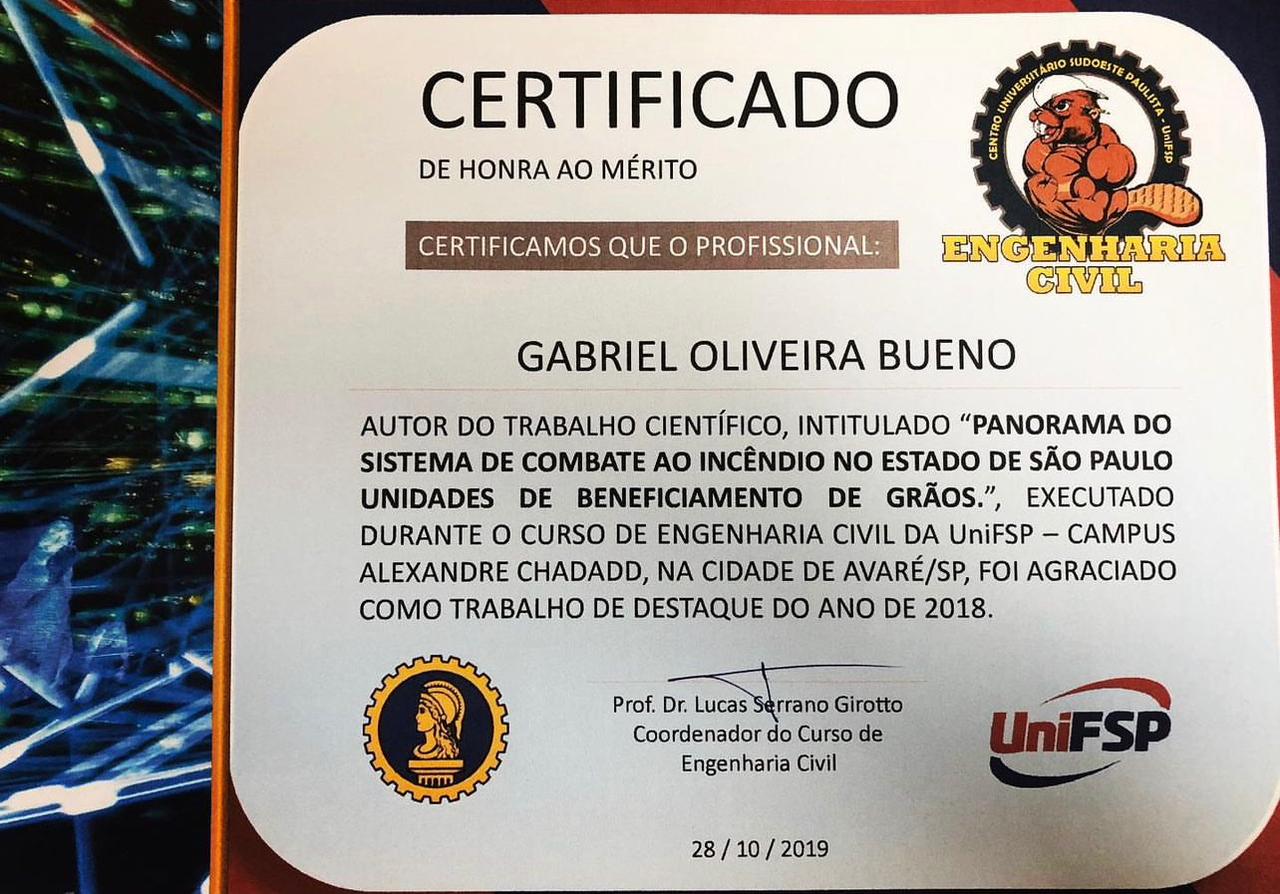 CERTIFICADO
DE HONRA AO MÉRITO
CENTRO UNIVERSITÁRIO SUDOESTE PAULISTA - UniFSP
ENGENHARIA
CIVIL
CERTIFICAMOS QUE O PROFISSIONAL:
GABRIEL OLIVEIRA BUENO
AUTOR DO TRABALHO CIENTÍFICO, INTITULADO “PANORAMA DO
SISTEMA DE COMBATE AO INCÊNDIO NO ESTADO DE SÃO PAULO
UNIDADES DE BENEFICIAMENTO DE GRÃOS.”, EXECUTADO
DURANTE O CURSO DE ENGENHARIA CIVIL DA UniFSP – CAMPUS
ALEXANDRE CHADADD, NA CIDADE DE AVARÉ/SP, FOI AGRACIADO
COMO TRABALHO DE DESTAQUE DO ANO DE 2018.
Prof. Dr. Lucas Serrano Girotto
Coordenador do Curso de
Engenharia Civil
UniFSP
28 / 10 / 2019